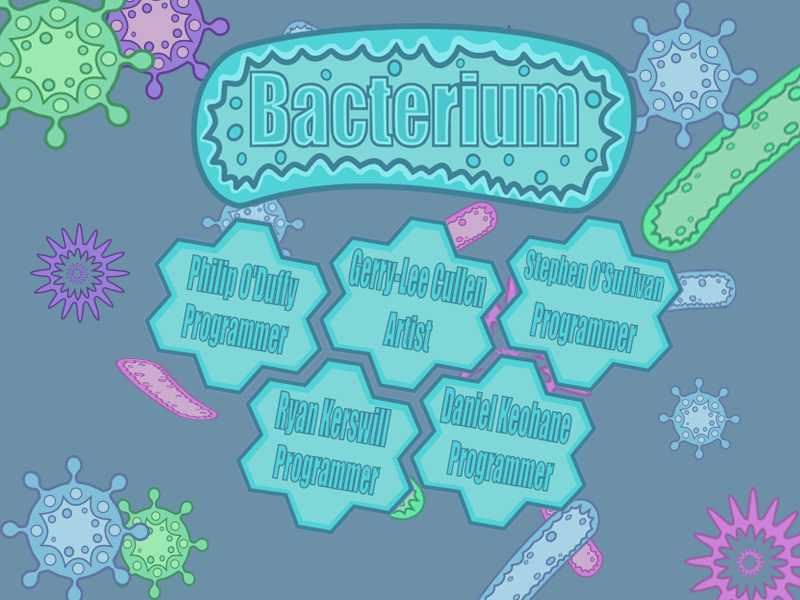 Bacterium
Philip O'Duffy
Programmer
Gerry-Lee Cullen
Artist
Stephen O'Sullivan
Programmer
Ryan Kerswill
Programmer
Daniel Keohane
Programmer